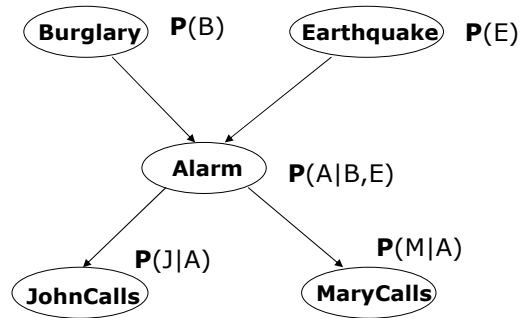 Burglary P(B)
Earthquake P(E)
Alarm
P(A|B,E)
P(J|A)
P(M|A)
JohnCalls
MaryCalls